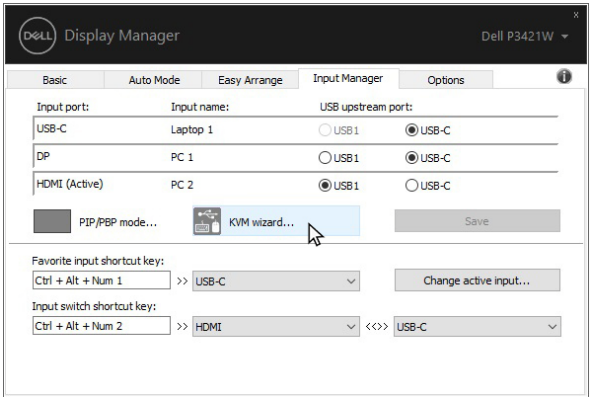 DELL Display Manager
Dell P3421W
x
Basic Auto Mode Easy Arrange Input Manager Options
Input port: Input name: USB upstream port:
USB-C Laptop 1 USB1 USB-C
DP PC 1 USB1 USB-C
HDMI (Active) PC 2 USB1 USB-C
PIP/PBP mode... KVM wizard... Save
Favorite input shortcut key:
Ctrl + Alt + Num 1 >> USB-C Change active input...
Input switch shortcut key:
Ctrl + Alt + Num 2 >> HDMI <<>> USB-C